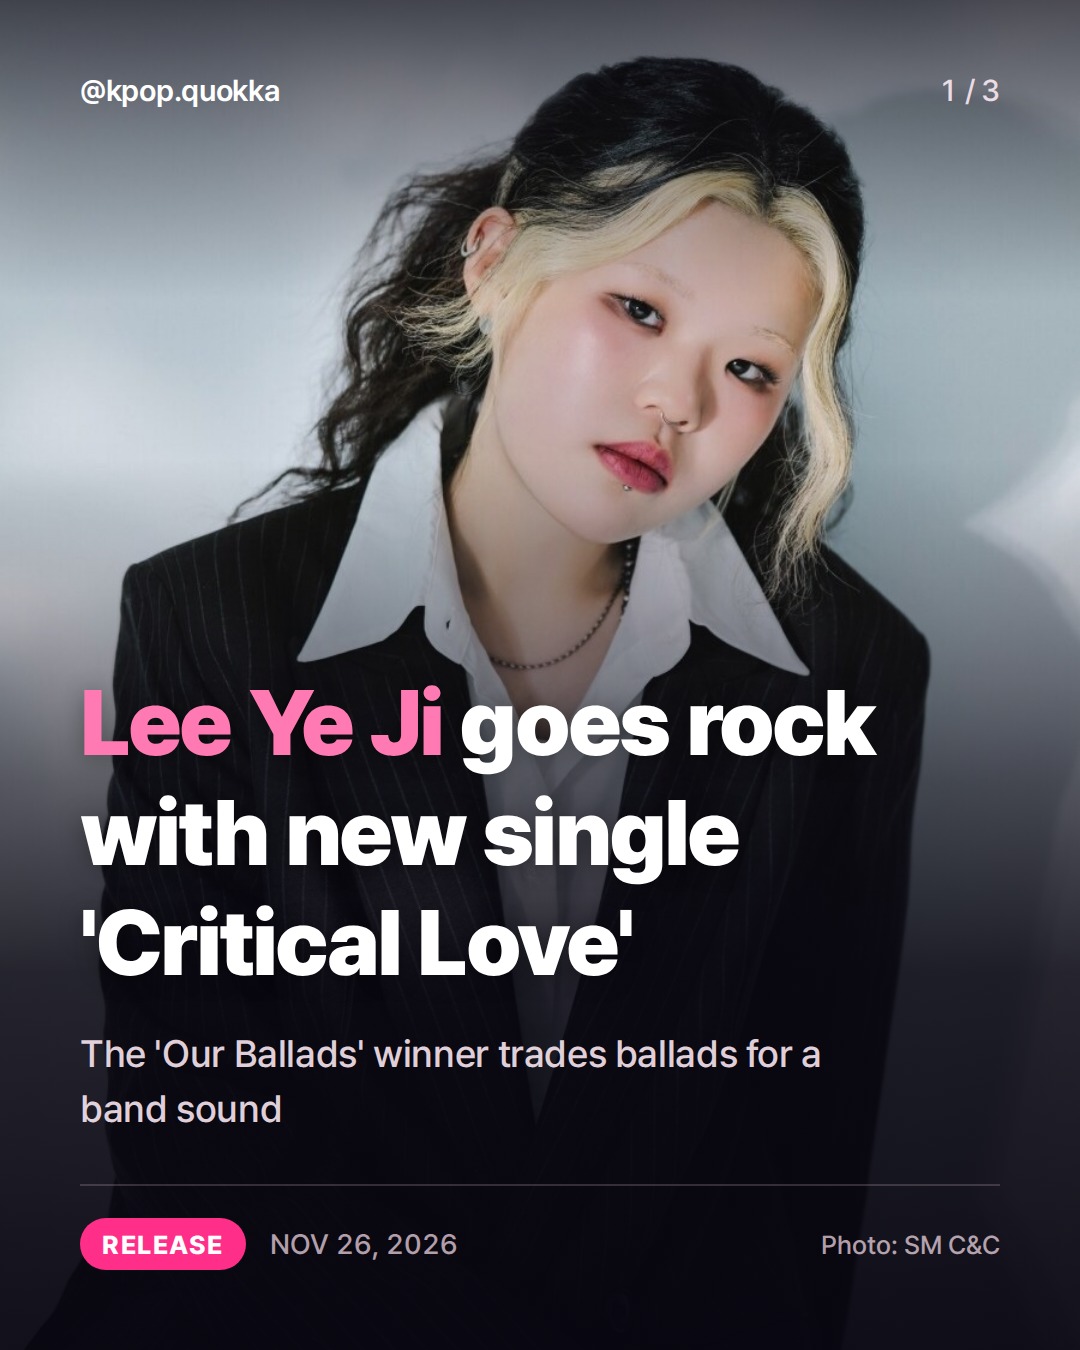 @kpop.quokka
1 / 3
Lee Ye Ji goes rock
with new single
'Critical Love'
The 'Our Ballads' winner trades ballads for a
band sound
RELEASE
NOV 26, 2026
Photo: SM C&C